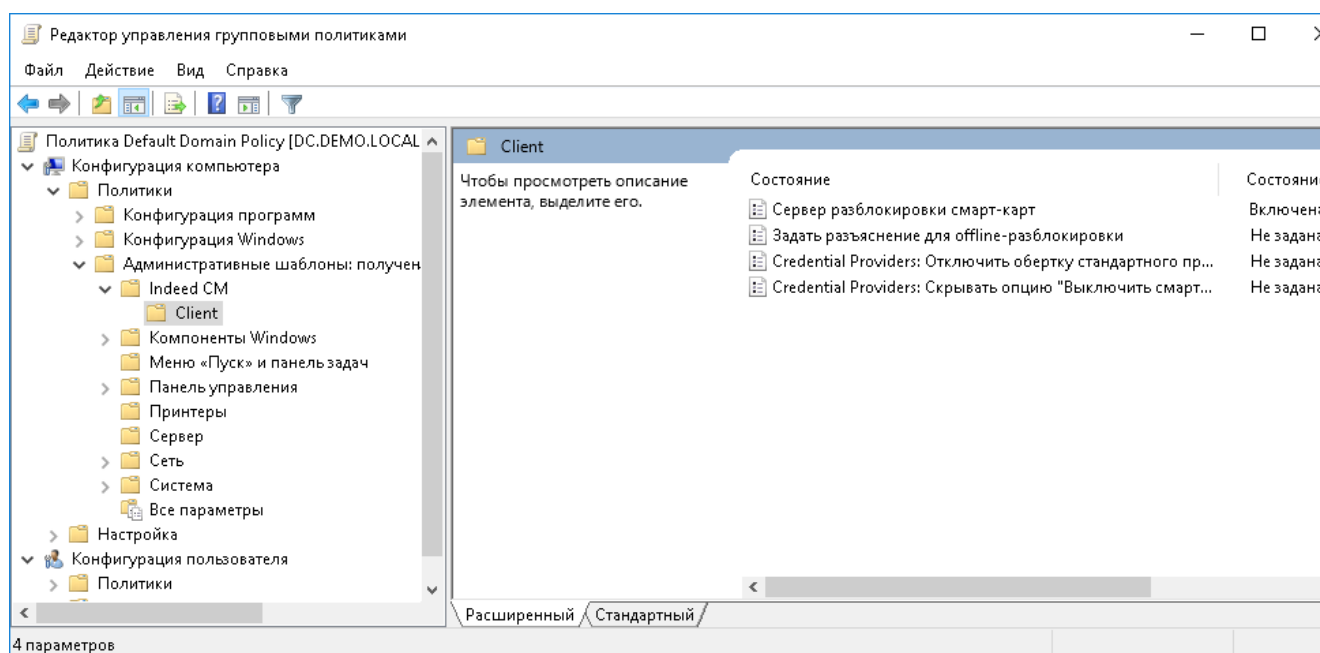 Редактор управления групповыми политиками
Файл Действие Вид Справка
Политика Default Domain Policy [DC.DEMO.LOCAL
Конфигурация компьютера
Политики
Конфигурация программ
Конфигурация Windows
Административные шаблоны: получен
Indeed CM
Client
Компоненты Windows
Меню «Пуск» и панель задач
Панель управления
Принтеры
Сервер
Сеть
Система
Все параметры
Настройка
Конфигурация пользователя
Политики
Client
Чтобы просмотреть описание
элемента, выделите его.
Состояние Состояни
Сервер разблокировки смарт-карт Включена
Задать разъяснение для offline-разблокировки Не задана
Credential Providers: Отключить обертку стандартного пр... Не задана
Credential Providers: Скрывать опцию "Выключить смарт... Не задана
Расширенный Стандартный
4 параметров